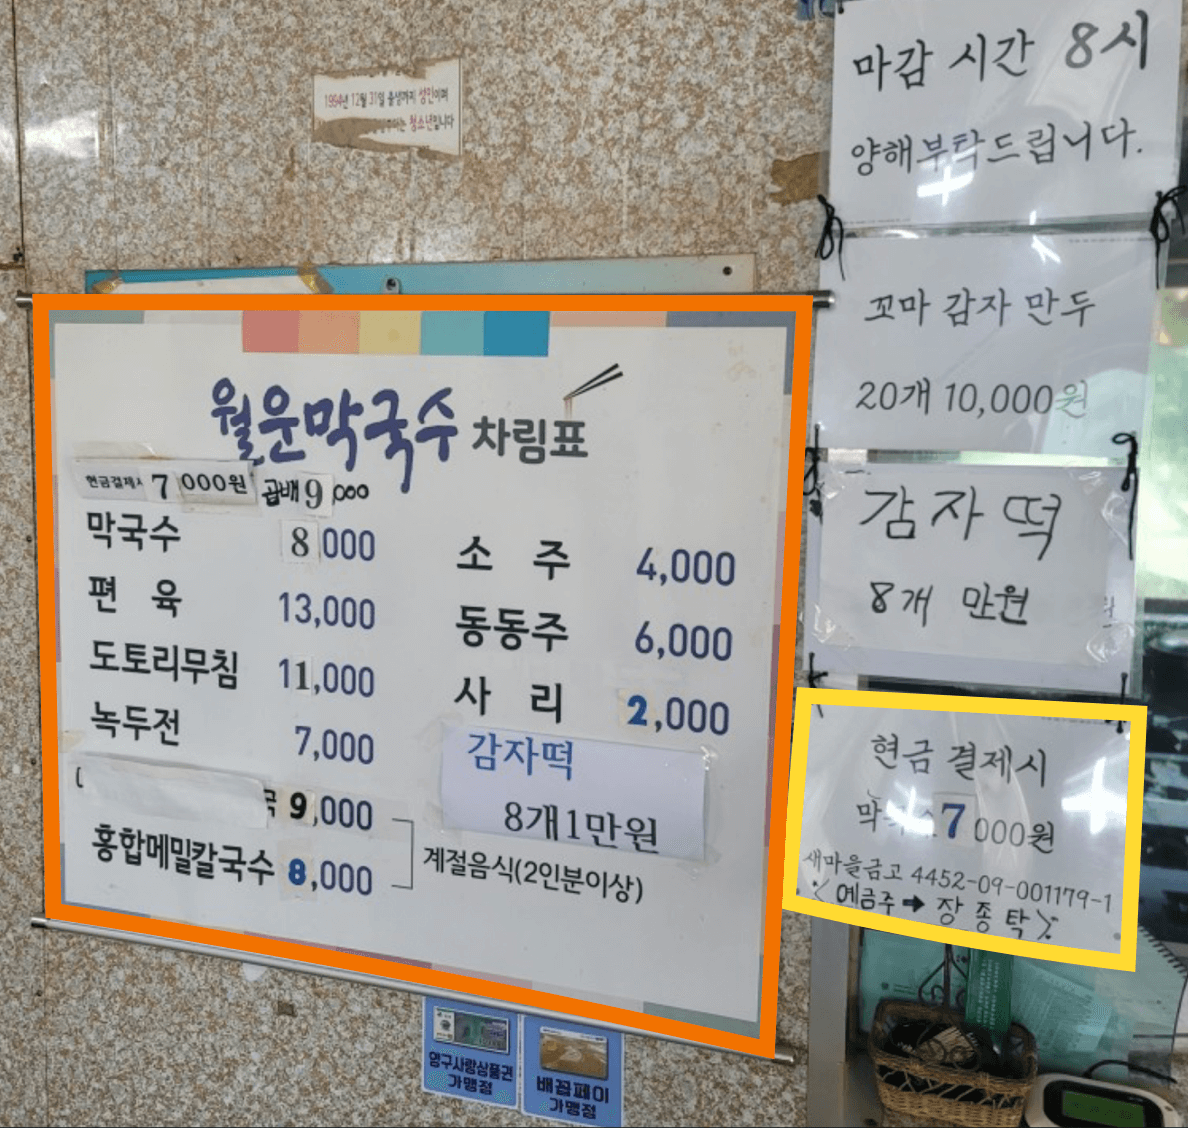 1994년 12월 31일 출생까지 성인이며
청소년입니다
월운막국수 차림표
현금결제시 7000원 곱배 9,000
막국수 8,000
편 육 13,000
도토리무침 11,000
녹두전 7,000
9,000
홍합메밀칼국수 8,000
계절음식(2인분이상)
소 주 4,000
동동주 6,000
사 리 2,000
감자떡
8개1만원
마감 시간 8시
양해부탁드립니다.
꼬마 감자 만두
20개 10,000원
감자떡
8개 만원
현금 결제시
7000원
새마을금고 4452-09-001179-1
예금주 → 장종탁
양구사랑상품권
가맹점
배꼽페이
가맹점